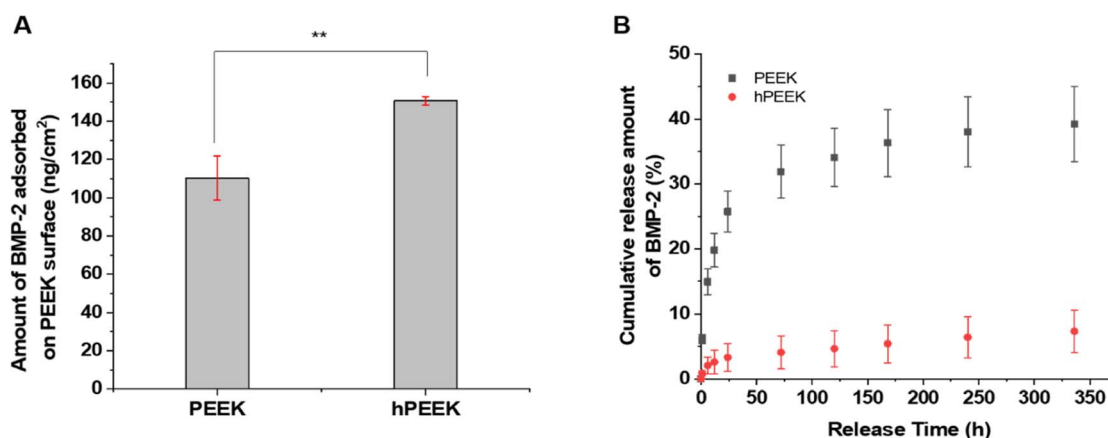 A
**
Amount of BMP-2 adsorbed
on PEEK surface (ng/cm²)
160
140
120
100
80
60
40
20
0
PEEK
hPEEK
B
Cumulative release amount
of BMP-2 (%)
50
40
30
20
10
0
PEEK
hPEEK
0
50
100
150
200
250
300
350
Release Time (h)